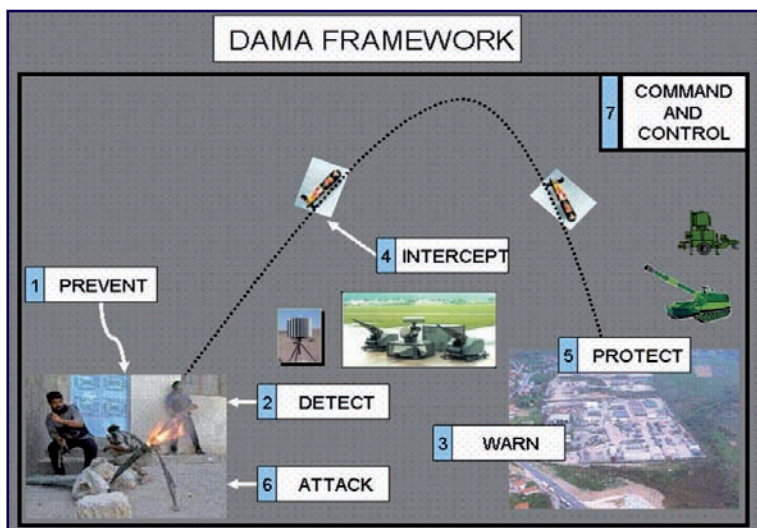 DAMA FRAMEWORK
7
COMMAND
AND
CONTROL
4 INTERCEPT
1 PREVENT
5 PROTECT
2 DETECT
3 WARN
6 ATTACK